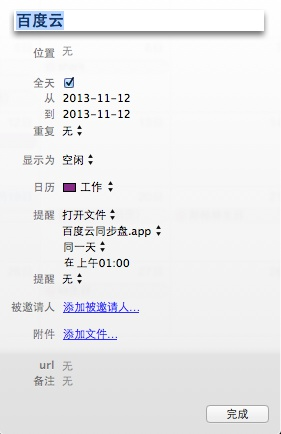 百度云
位置 无
全天
从 2013-11-12
到 2013-11-12
重复 无
显示为 空闲
日历 工作
提醒 打开文件
百度云同步盘.app
同一天
在 上午01:00
提醒 无
被邀请人 添加被邀请人...
附件 添加文件...
url 无
备注 无
完成